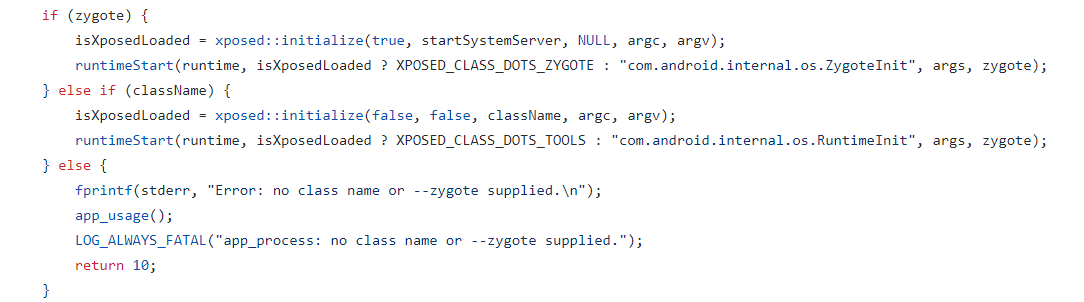 if (zygote) {
    isXposedLoaded = xposed::initialize(true, startSystemServer, NULL, argc, argv);
    runtimeStart(runtime, isXposedLoaded ? XPOSED_CLASS_DOTS_ZYGOTE : "com.android.internal.os.ZygoteInit", args, zygote);
} else if (className) {
    isXposedLoaded = xposed::initialize(false, false, className, argc, argv);
    runtimeStart(runtime, isXposedLoaded ? XPOSED_CLASS_DOTS_TOOLS : "com.android.internal.os.RuntimeInit", args, zygote);
} else {
    fprintf(stderr, "Error: no class name or --zygote supplied.\n");
    app_usage();
    LOG_ALWAYS_FATAL("app_process: no class name or --zygote supplied.");
    return 10;
}